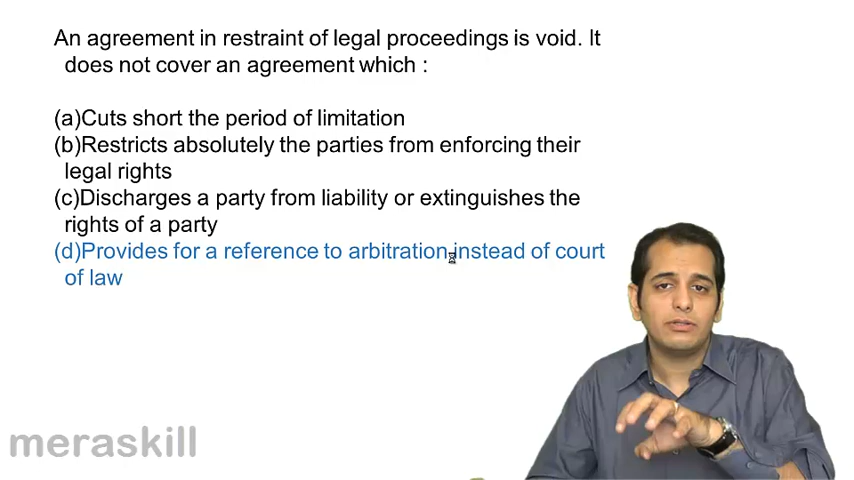 An agreement in restraint of legal proceedings is void. It
does not cover an agreement which :
(a)Cuts short the period of limitation
(b)Restricts absolutely the parties from enforcing their
legal rights
(c)Discharges a party from liability or extinguishes the
rights of a party
(d)Provides for a reference to arbitration instead of court
of law
meraskill